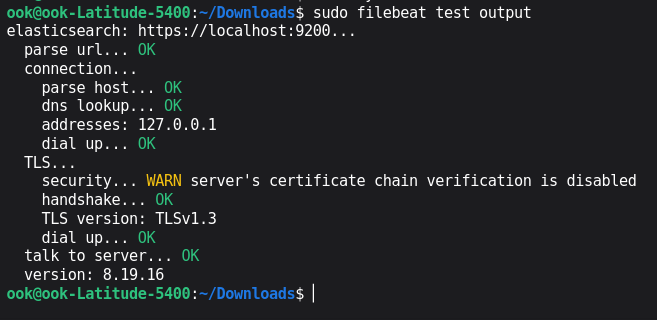 ook@ook-Latitude-5400:~/Downloads$ sudo filebeat test output
elasticsearch: https://localhost:9200...
  parse url... OK
  connection...
    parse host... OK
    dns lookup... OK
    addresses: 127.0.0.1
    dial up... OK
  TLS...
    security... WARN server's certificate chain verification is disabled
    handshake... OK
    TLS version: TLSv1.3
    dial up... OK
  talk to server... OK
  version: 8.19.16
ook@ook-Latitude-5400:~/Downloads$